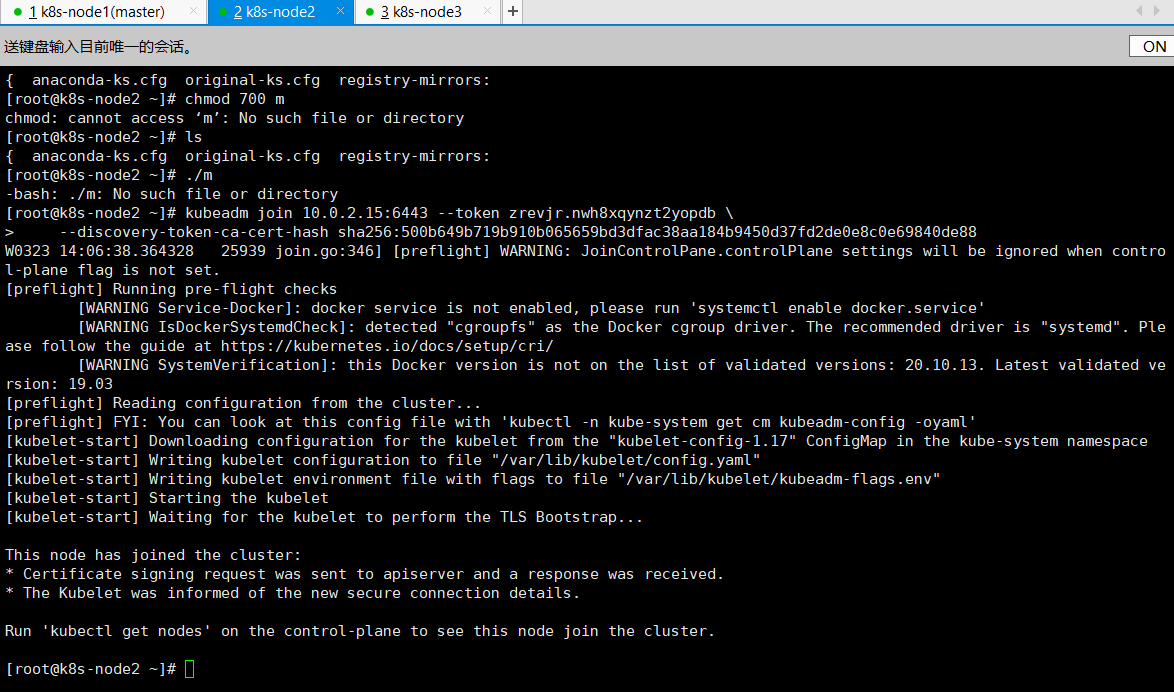 1 k8s-node1(master) × 2 k8s-node2 × 3 k8s-node3 × +
送键盘输入目前唯一的会话。 ON
{  anaconda-ks.cfg  original-ks.cfg  registry-mirrors:
[root@k8s-node2 ~]# chmod 700 m
chmod: cannot access ‘m’: No such file or directory
[root@k8s-node2 ~]# ls
{  anaconda-ks.cfg  original-ks.cfg  registry-mirrors:
[root@k8s-node2 ~]# ./m
-bash: ./m: No such file or directory
[root@k8s-node2 ~]# kubeadm join 10.0.2.15:6443 --token zrevjr.nwh8xqynzt2yopdb \
>     --discovery-token-ca-cert-hash sha256:500b649b719b910b065659bd3dfac38aa184b9450d37fd2de0e8c0e69840de88
W0323 14:06:38.364328   25939 join.go:346] [preflight] WARNING: JoinControlPane.controlPlane settings will be ignored when contro
l-plane flag is not set.
[preflight] Running pre-flight checks
        [WARNING Service-Docker]: docker service is not enabled, please run 'systemctl enable docker.service'
        [WARNING IsDockerSystemdCheck]: detected "cgroupfs" as the Docker cgroup driver. The recommended driver is "systemd". Ple
ase follow the guide at https://kubernetes.io/docs/setup/cri/
        [WARNING SystemVerification]: this Docker version is not on the list of validated versions: 20.10.13. Latest validated ve
rsion: 19.03
[preflight] Reading configuration from the cluster...
[preflight] FYI: You can look at this config file with 'kubectl -n kube-system get cm kubeadm-config -oyaml'
[kubelet-start] Downloading configuration for the kubelet from the "kubelet-config-1.17" ConfigMap in the kube-system namespace
[kubelet-start] Writing kubelet configuration to file "/var/lib/kubelet/config.yaml"
[kubelet-start] Writing kubelet environment file with flags to file "/var/lib/kubelet/kubeadm-flags.env"
[kubelet-start] Starting the kubelet
[kubelet-start] Waiting for the kubelet to perform the TLS Bootstrap...

This node has joined the cluster:
* Certificate signing request was sent to apiserver and a response was received.
* The Kubelet was informed of the new secure connection details.

Run 'kubectl get nodes' on the control-plane to see this node join the cluster.

[root@k8s-node2 ~]#